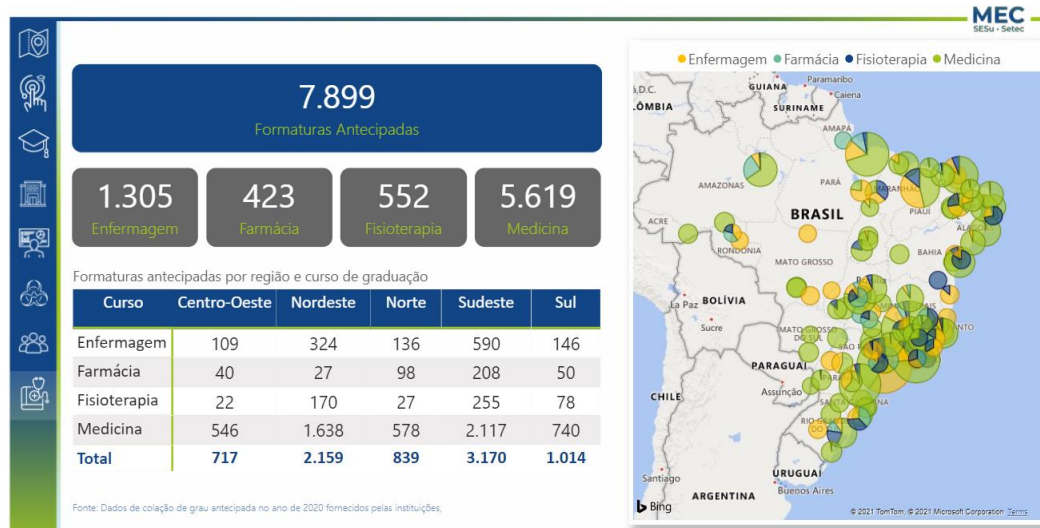 MEC
SESu - Setec
7.899
Formaturas Antecipadas
1.305
Enfermagem
423
Farmácia
552
Fisioterapia
5.619
Medicina
Formaturas antecipadas por região e curso de graduação
Curso Centro-Oeste Nordeste Norte Sudeste Sul
Enfermagem 109 324 136 590 146
Farmácia 40 27 98 208 50
Fisioterapia 22 170 27 255 78
Medicina 546 1.638 578 2.117 740
Total 717 2.159 839 3.170 1.014
Fonte: Dados de colação de grau antecipada no ano de 2020 fornecidos pelas instituições,
Enfermagem Farmácia Fisioterapia Medicina
D.C.
Paramaribo
GUIANA
Caiena
ÔMBIA
SURINAME
AMAPÁ
AMAZONAS
PARÁ
MARANHÃO
BRASIL
PIAUÍ
ACRE
RONDÔNIA
BAHIA
MATO GROSSO
La Paz
BOLÍVIA
Sucre
MATO GROSSO
DO SUL
PARAGUAI
Assunção
CHILE
URUGUAI
Santiago
Buenos Aires
ARGENTINA
Bing
© 2021 TomTom, © 2021 Microsoft Corporation Terms